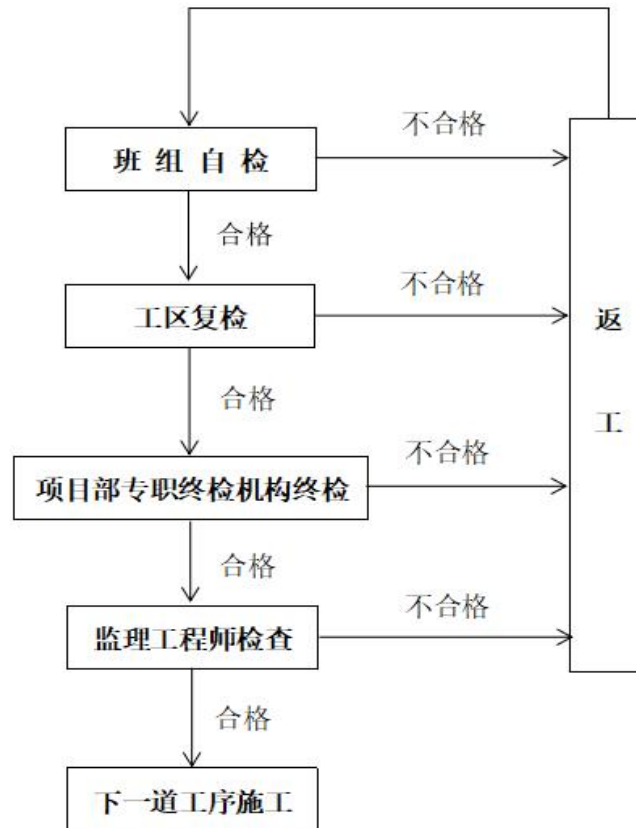 不合格
班 组 自 检
合格
不合格
工区复检
返
合格
工
不合格
项目部专职终检机构终检
合格
不合格
监理工程师检查
合格
下一道工序施工